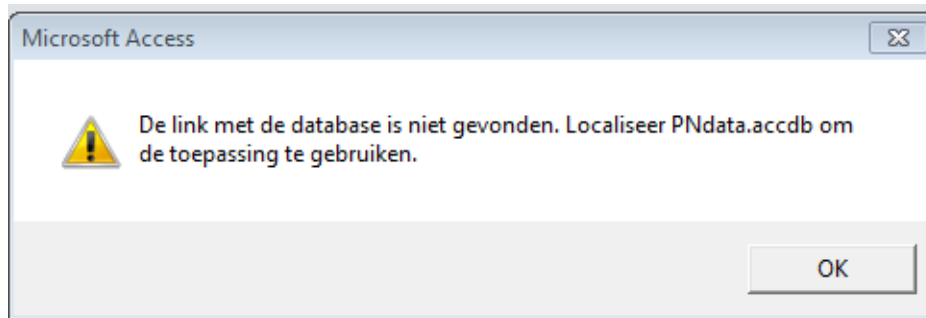 Microsoft Access
De link met de database is niet gevonden. Localiseer PNdata.accdb om
de toepassing te gebruiken.
OK